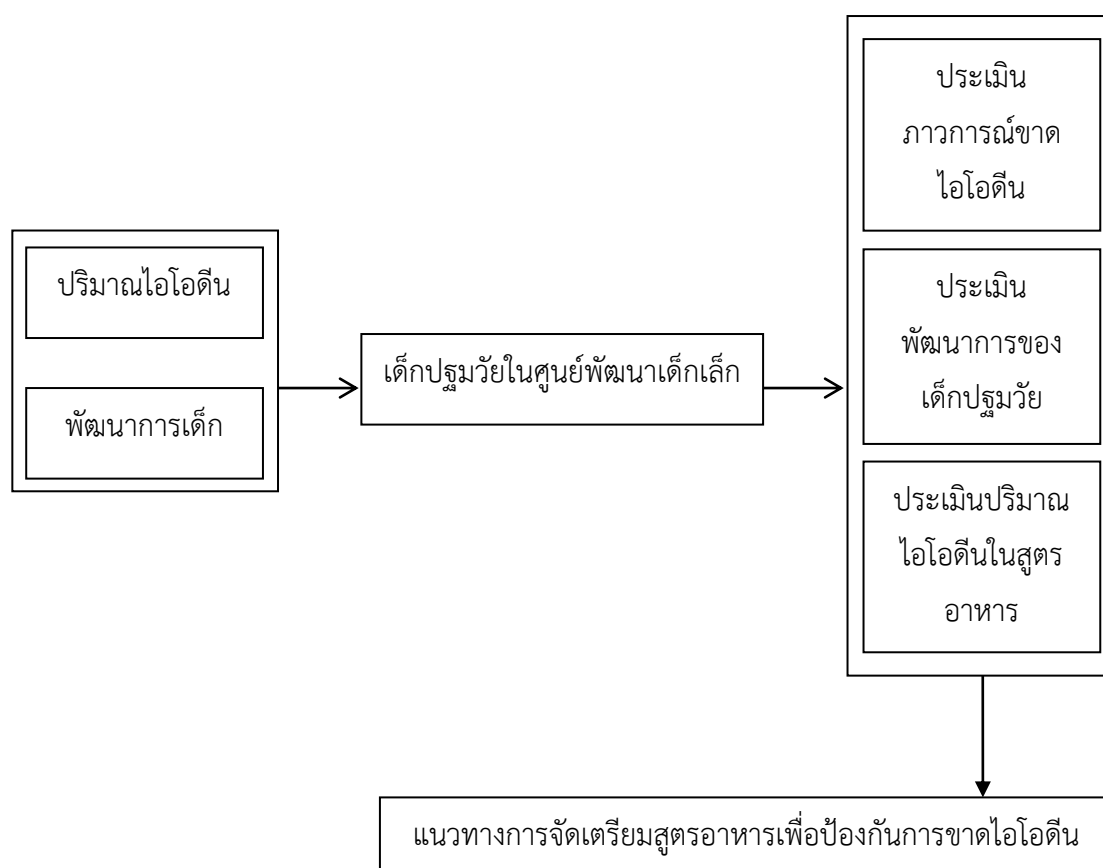 ปริมาณไอโอดีน
พัฒนาการเด็ก
เด็กปฐมวัยในศูนย์พัฒนาเด็กเล็ก
ประเมิน
ภาวการณ์ขาด
ไอโอดีน
ประเมิน
พัฒนาการของ
เด็กปฐมวัย
ประเมินปริมาณ
ไอโอดีนในสูตร
อาหาร
แนวทางการจัดเตรียมสูตรอาหารเพื่อป้องกันการขาดไอโอดีน